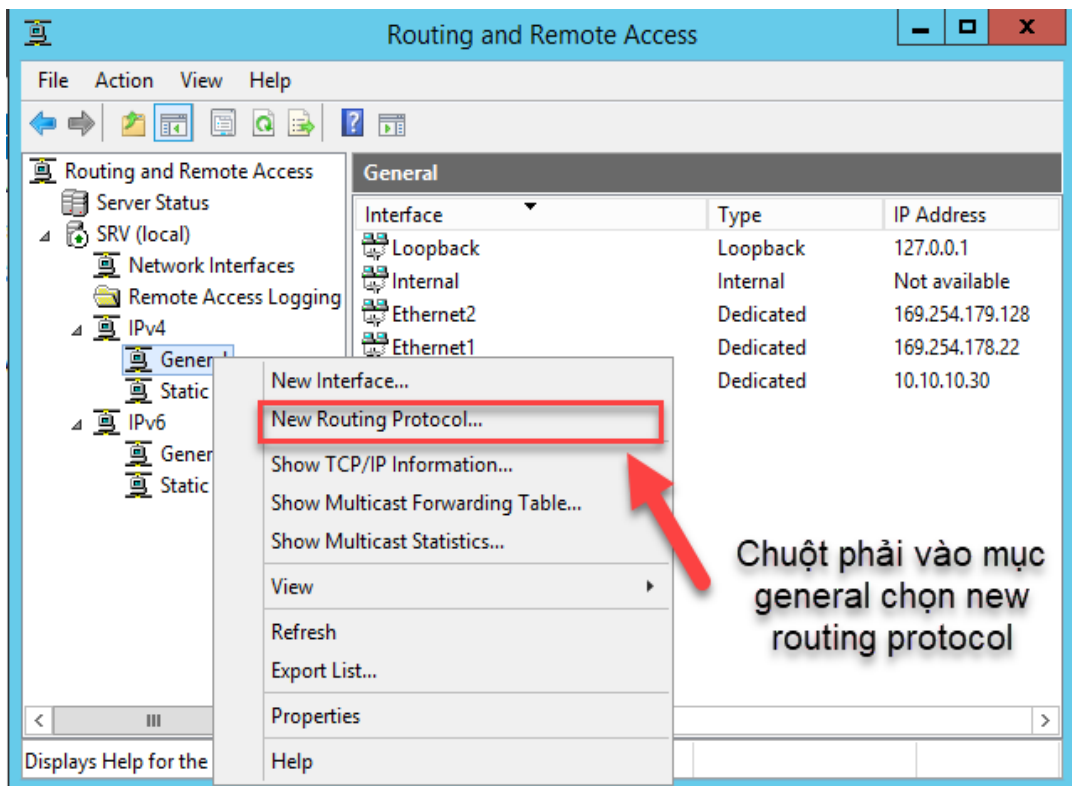 Routing and Remote Access
File Action View Help
Routing and Remote Access
Server Status
SRV (local)
Network Interfaces
Remote Access Logging
IPv4
General
Static
IPv6
Gener
Static
General
Interface Type IP Address
Loopback Loopback 127.0.0.1
Internal Internal Not available
Ethernet2 Dedicated 169.254.179.128
Ethernet1 Dedicated 169.254.178.22
Dedicated 10.10.10.30
New Interface...
New Routing Protocol...
Show TCP/IP Information...
Show Multicast Forwarding Table...
Show Multicast Statistics...
View
Refresh
Export List...
Properties
Help
Chuột phải vào mục
general chọn new
routing protocol
Displays Help for the